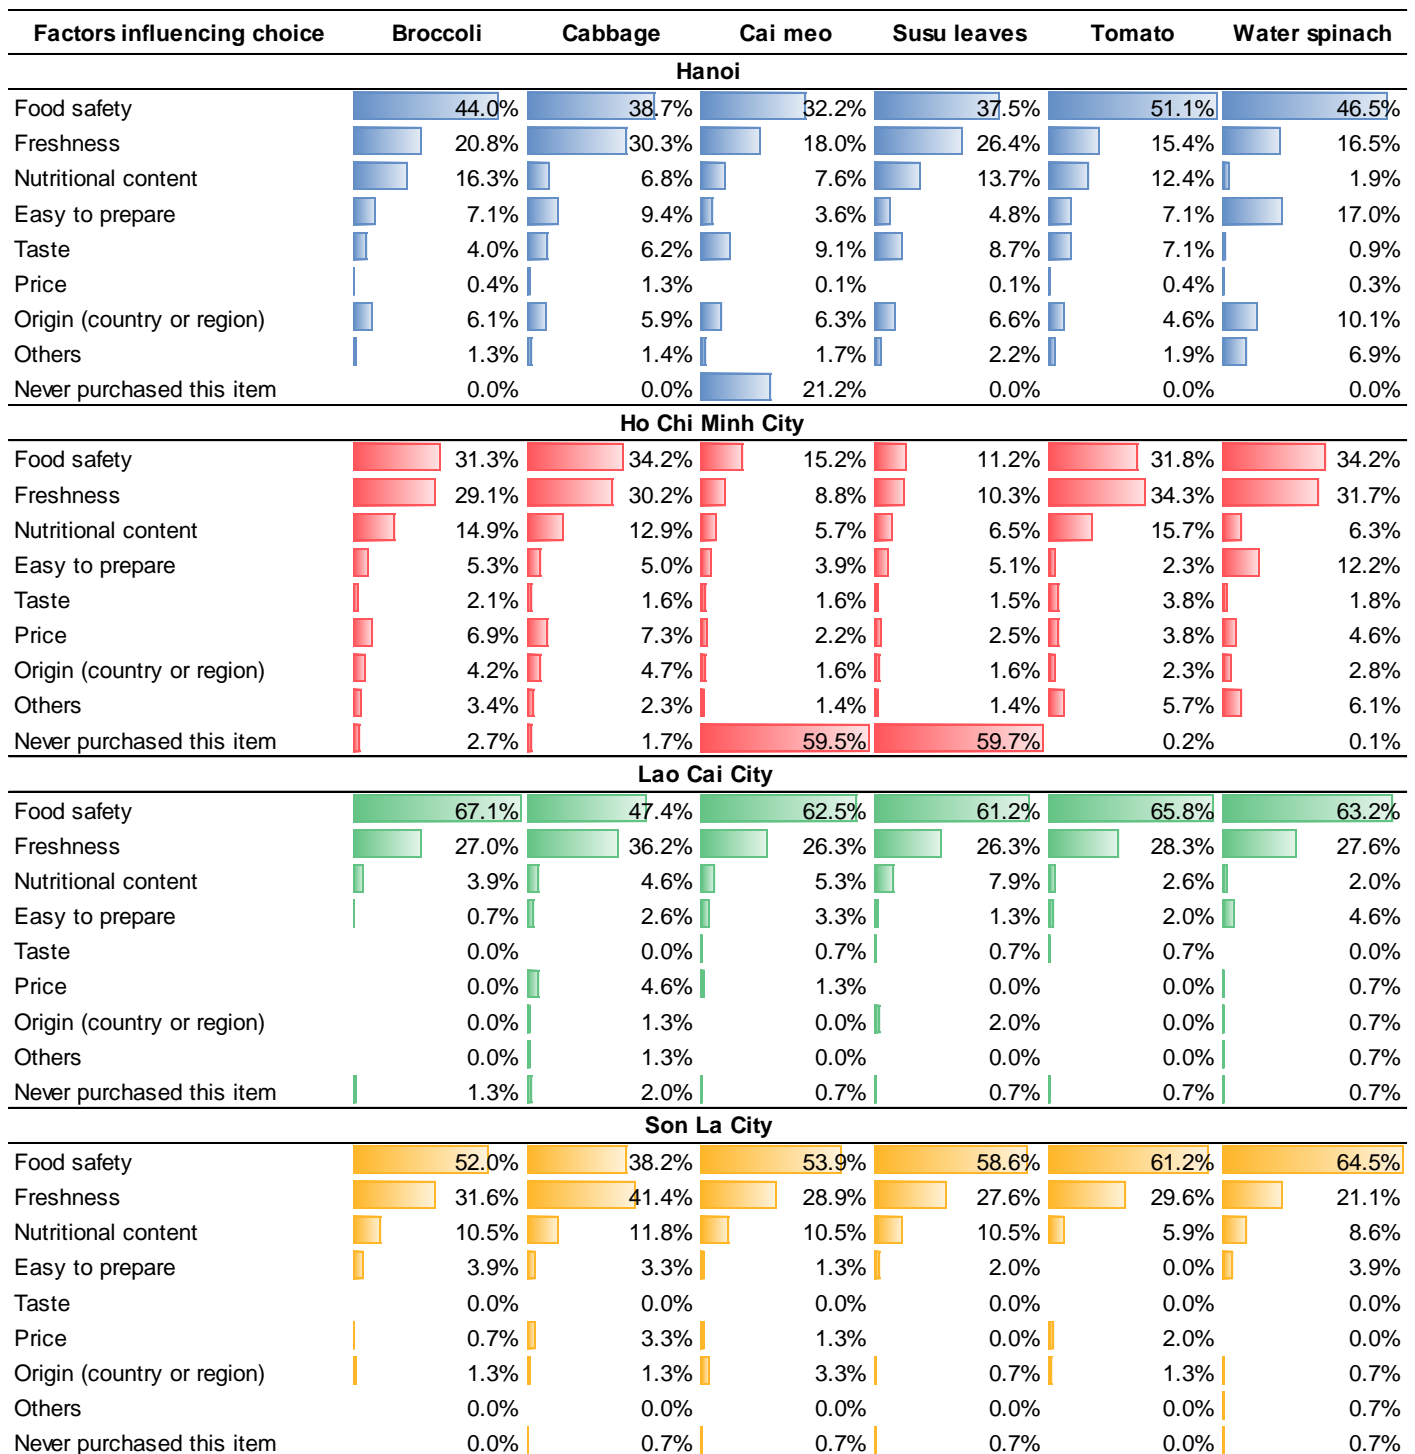 Factors influencing choice Broccoli Cabbage Cai meo Susu leaves Tomato Water spinach
Hanoi
Food safety 44.0% 38.7% 32.2% 37.5% 51.1% 46.5%
Freshness 20.8% 30.3% 18.0% 26.4% 15.4% 16.5%
Nutritional content 16.3% 6.8% 7.6% 13.7% 12.4% 1.9%
Easy to prepare 7.1% 9.4% 3.6% 4.8% 7.1% 17.0%
Taste 4.0% 6.2% 9.1% 8.7% 7.1% 0.9%
Price 0.4% 1.3% 0.1% 0.1% 0.4% 0.3%
Origin (country or region) 6.1% 5.9% 6.3% 6.6% 4.6% 10.1%
Others 1.3% 1.4% 1.7% 2.2% 1.9% 6.9%
Never purchased this item 0.0% 0.0% 21.2% 0.0% 0.0% 0.0%
Ho Chi Minh City
Food safety 31.3% 34.2% 15.2% 11.2% 31.8% 34.2%
Freshness 29.1% 30.2% 8.8% 10.3% 34.3% 31.7%
Nutritional content 14.9% 12.9% 5.7% 6.5% 15.7% 6.3%
Easy to prepare 5.3% 5.0% 3.9% 5.1% 2.3% 12.2%
Taste 2.1% 1.6% 1.6% 1.5% 3.8% 1.8%
Price 6.9% 7.3% 2.2% 2.5% 3.8% 4.6%
Origin (country or region) 4.2% 4.7% 1.6% 1.6% 2.3% 2.8%
Others 3.4% 2.3% 1.4% 1.4% 5.7% 6.1%
Never purchased this item 2.7% 1.7% 59.5% 59.7% 0.2% 0.1%
Lao Cai City
Food safety 67.1% 47.4% 62.5% 61.2% 65.8% 63.2%
Freshness 27.0% 36.2% 26.3% 26.3% 28.3% 27.6%
Nutritional content 3.9% 4.6% 5.3% 7.9% 2.6% 2.0%
Easy to prepare 0.7% 2.6% 3.3% 1.3% 2.0% 4.6%
Taste 0.0% 0.0% 0.7% 0.7% 0.7% 0.0%
Price 0.0% 4.6% 1.3% 0.0% 0.0% 0.7%
Origin (country or region) 0.0% 1.3% 0.0% 2.0% 0.0% 0.7%
Others 0.0% 1.3% 0.0% 0.0% 0.0% 0.7%
Never purchased this item 1.3% 2.0% 0.7% 0.7% 0.7% 0.7%
Son La City
Food safety 52.0% 38.2% 53.9% 58.6% 61.2% 64.5%
Freshness 31.6% 41.4% 28.9% 27.6% 29.6% 21.1%
Nutritional content 10.5% 11.8% 10.5% 10.5% 5.9% 8.6%
Easy to prepare 3.9% 3.3% 1.3% 2.0% 0.0% 3.9%
Taste 0.0% 0.0% 0.0% 0.0% 0.0% 0.0%
Price 0.7% 3.3% 1.3% 0.0% 2.0% 0.0%
Origin (country or region) 1.3% 1.3% 3.3% 0.7% 1.3% 0.7%
Others 0.0% 0.0% 0.0% 0.0% 0.0% 0.7%
Never purchased this item 0.0% 0.7% 0.7% 0.7% 0.0% 0.7%